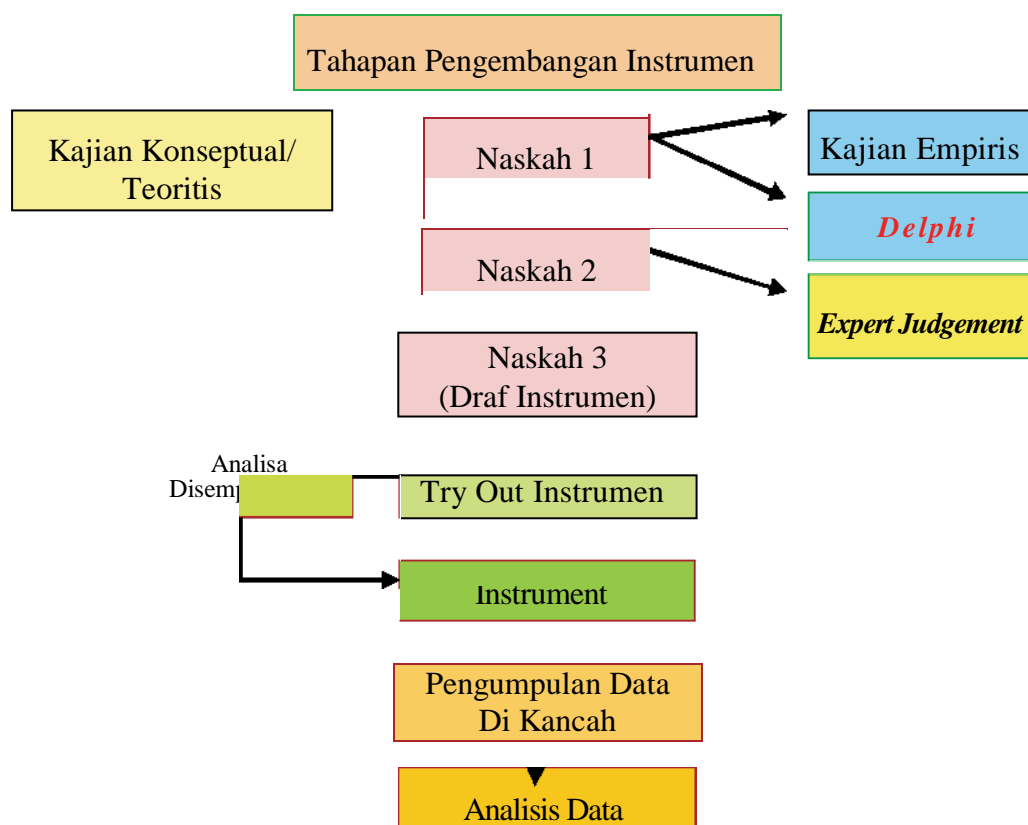 Tahapan Pengembangan Instrumen
Kajian Konseptual/
Teoritis
Naskah 1
Kajian Empiris
Delphi
Naskah 2
Expert Judgement
Naskah 3
(Draf Instrumen)
Analisa
Try Out Instrumen
Instrument
Pengumpulan Data
Di Kancah
Analisis Data